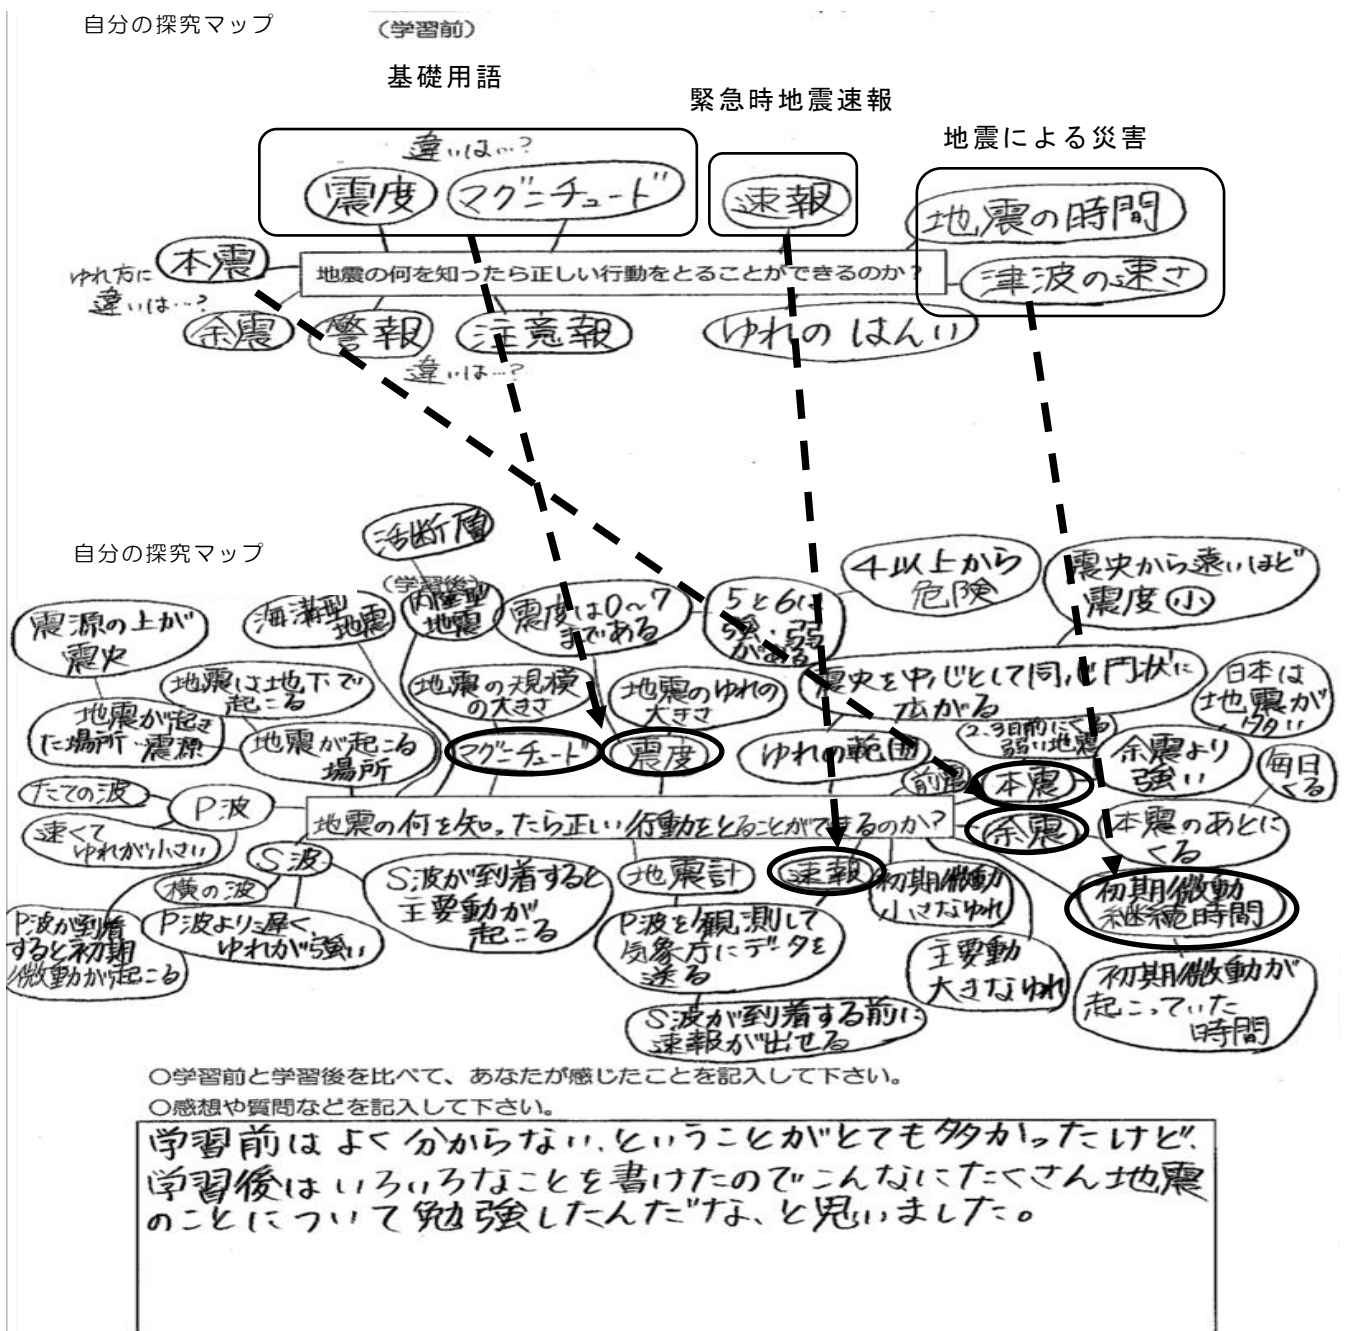 自分の探究マップ
(学習前)
基礎用語
緊急時地震速報
地震による災害
違いは…?
震度
マグニチュード
速報
地震の時間
本震
ゆれ方に
違いは…?
地震の何を知ったら正しい行動をとることができるのか?
津波の速さ
余震
警報
注意報
ゆれのはんい
違いは…?
自分の探究マップ
(学習後)
活断層
海溝型
地震
内陸型
地震
震度は0〜7
まである
5と6は
強・弱
がある
4以上から
危険
震央から遠いほど
震度小
震源の上が
震央
地震は地下で
起こる
地震が起き
た場所 震源
地震が起こる
場所
地震の規模
の大きさ
マグニチュード
地震のゆれの
大きさ
震度
震央を中心として同心円状に
広がる
ゆれの範囲
2.3日前にくる
弱い地震
前震
本震
余震より
強い
日本は
地震が
多い
毎日
くる
たての波
P波
速くて
ゆれが小さい
地震の何を知ったら正しい行動をとることができるのか?
余震
本震のあとに
くる
S波
横の波
P波が到着
すると初期
微動が起こる
P波より遅く、
ゆれが強い
S波が到着すると
主要動が
起こる
地震計
P波を観測して
気象庁にデータを
送る
S波が到着する前に
速報が出せる
速報
初期微動
小さなゆれ
主要動
大きなゆれ
初期微動
継続時間
初期微動が
起こっていた
時間
○学習前と学習後を比べて、あなたが感じたことを記入して下さい。
○感想や質問などを記入して下さい。
学習前はよく分からない、ということがとても多かったけど、
学習後はいろいろなことを書けたのでこんなにたくさん地震
のことについて勉強したんだな、と思いました。